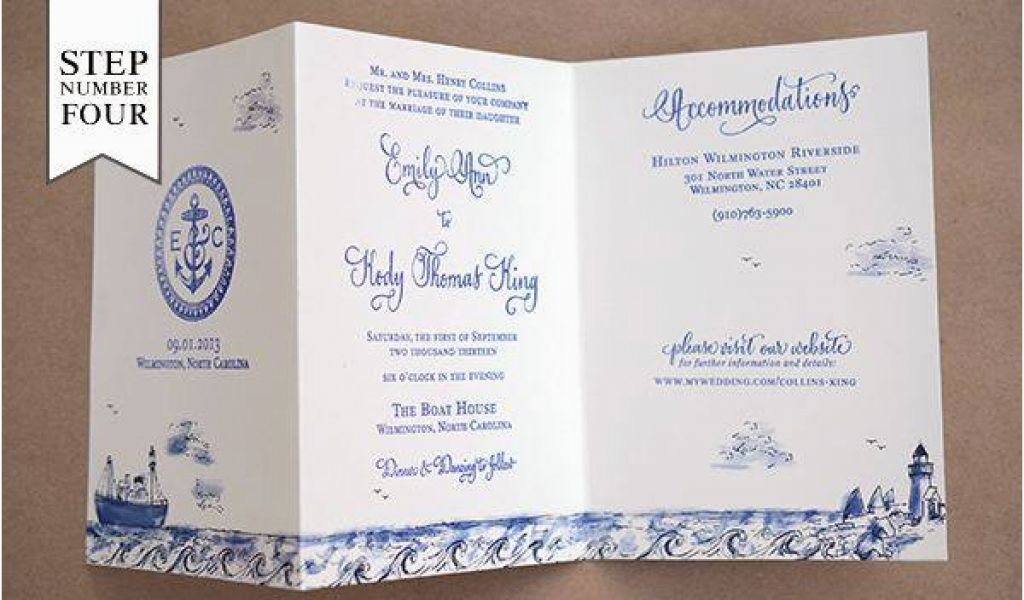 STEP
NUMBER
FOUR
E & C
09.01.2013
Wilmington, North Carolina
Mr. and Mrs. Henry Collins
request the pleasure of your company
at the marriage of their daughter
Emily Ann
to
Kody Thomas King
Saturday, the first of September
two thousand thirteen
six o'clock in the evening
The Boat House
Wilmington, North Carolina
Dinner & Dancing to follow
Accommodations
Hilton Wilmington Riverside
301 North Water Street
Wilmington, NC 28401
(910)763-5900
please visit our website
for further information and details:
www.mywedding.com/collins-king